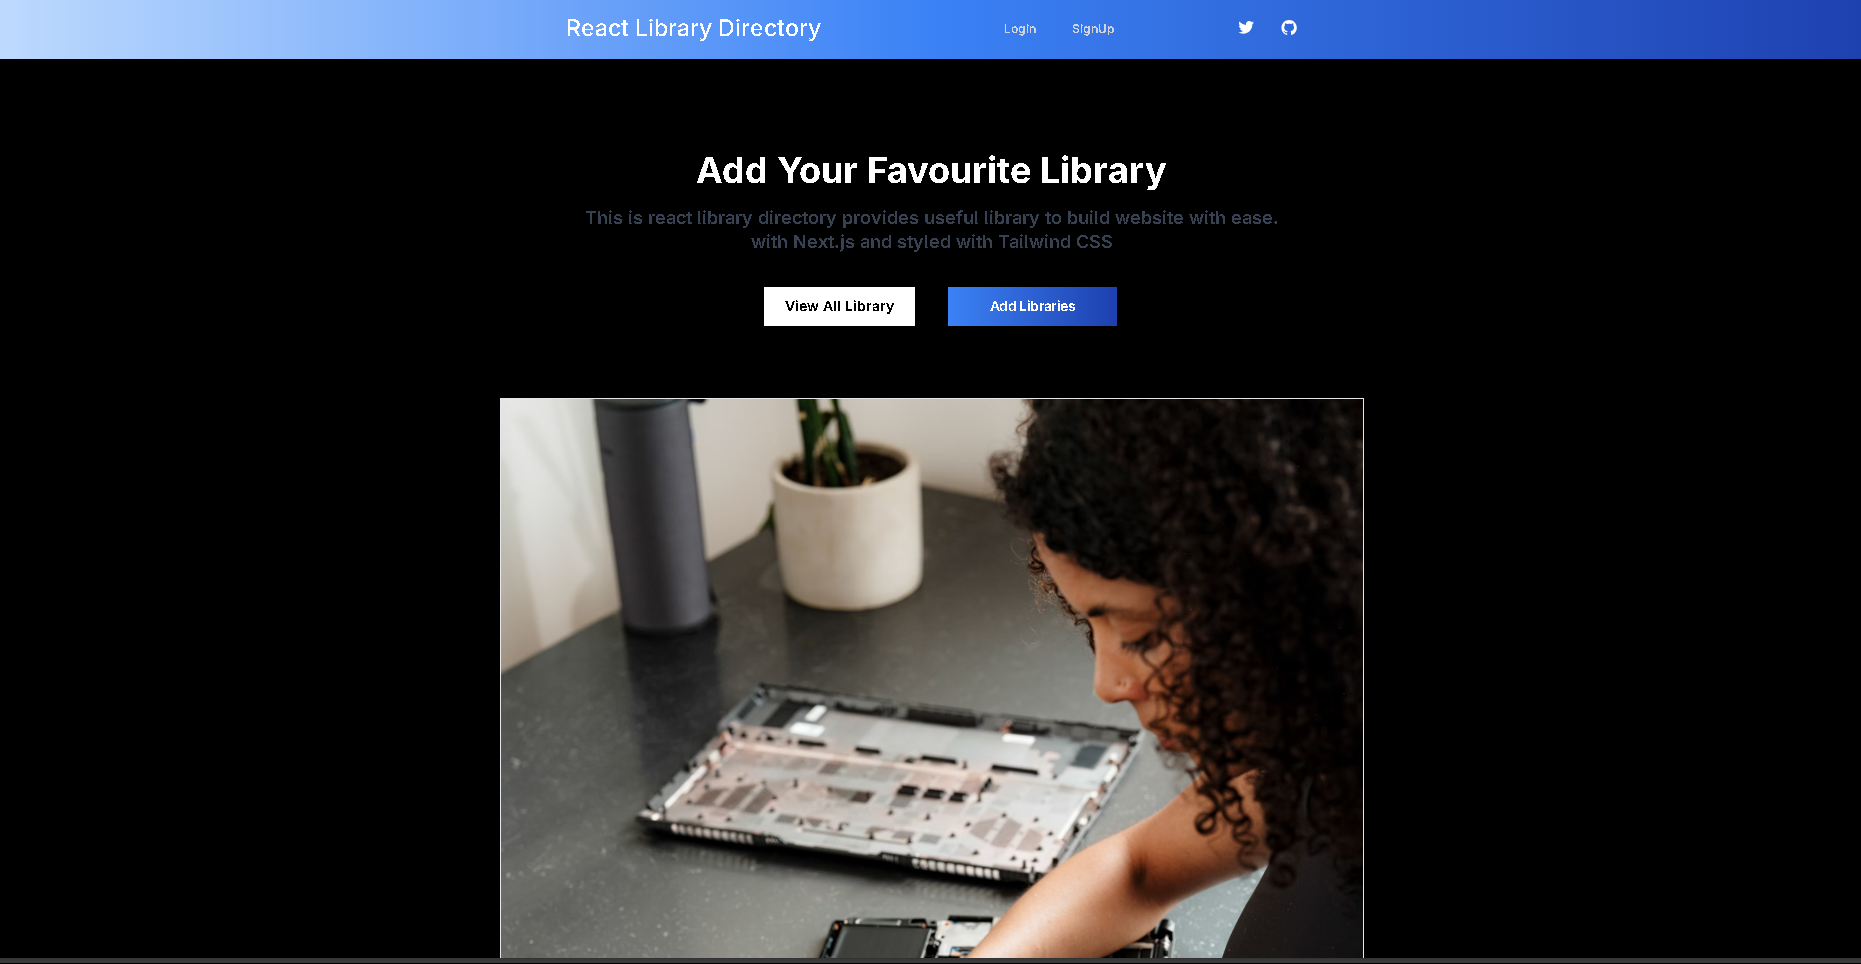 React Library Directory
Login
SignUp
Add Your Favourite Library
This is react library directory provides useful library to build website with ease.
with Next.js and styled with Tailwind CSS
View All Library
Add Libraries